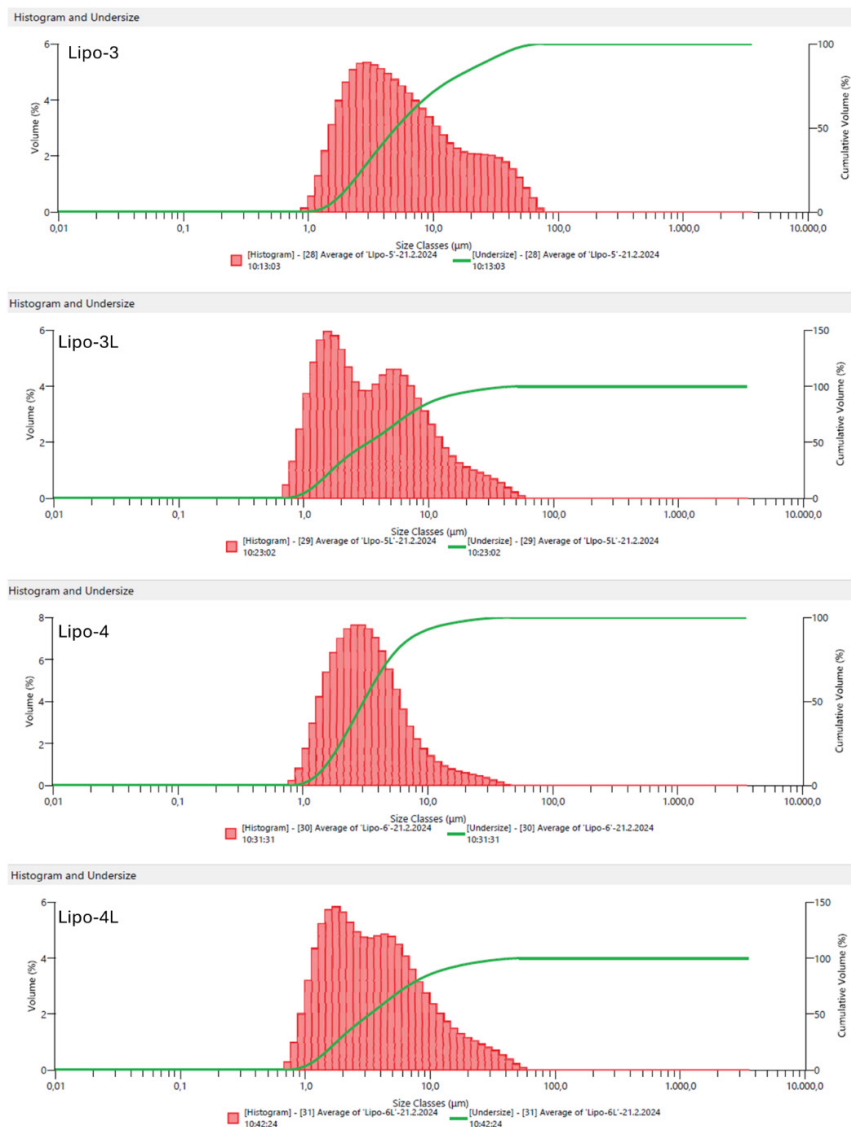 Histogram and Undersize
Lipo-3
6
4
2
0
Volume (%)
100
50
0
Cumulative Volume (%)
0,01 0,1 1,0 10,0 100,0 1.000,0 10.000,0
Size Classes (µm)
[Histogram] - [28] Average of 'Lipo-5'-21.2.2024 [Undersize] - [28] Average of 'Lipo-5'-21.2.2024
10:13:03 10:13:03
Histogram and Undersize
Lipo-3L
6
4
2
0
Volume (%)
150
100
50
0
Cumulative Volume (%)
0,01 0,1 1,0 10,0 100,0 1.000,0 10.000,0
Size Classes (µm)
[Histogram] - [29] Average of 'Lipo-5L'-21.2.2024 [Undersize] - [29] Average of 'Lipo-5L'-21.2.2024
10:23:02 10:23:02
Histogram and Undersize
Lipo-4
8
6
4
2
0
Volume (%)
100
50
0
Cumulative Volume (%)
0,01 0,1 1,0 10,0 100,0 1.000,0 10.000,0
Size Classes (µm)
[Histogram] - [30] Average of 'Lipo-6'-21.2.2024 [Undersize] - [30] Average of 'Lipo-6'-21.2.2024
10:31:31 10:31:31
Histogram and Undersize
Lipo-4L
6
4
2
0
Volume (%)
150
100
50
0
Cumulative Volume (%)
0,01 0,1 1,0 10,0 100,0 1.000,0 10.000,0
Size Classes (µm)
[Histogram] - [31] Average of 'Lipo-6L'-21.2.2024 [Undersize] - [31] Average of 'Lipo-6L'-21.2.2024
10:42:24 10:42:24